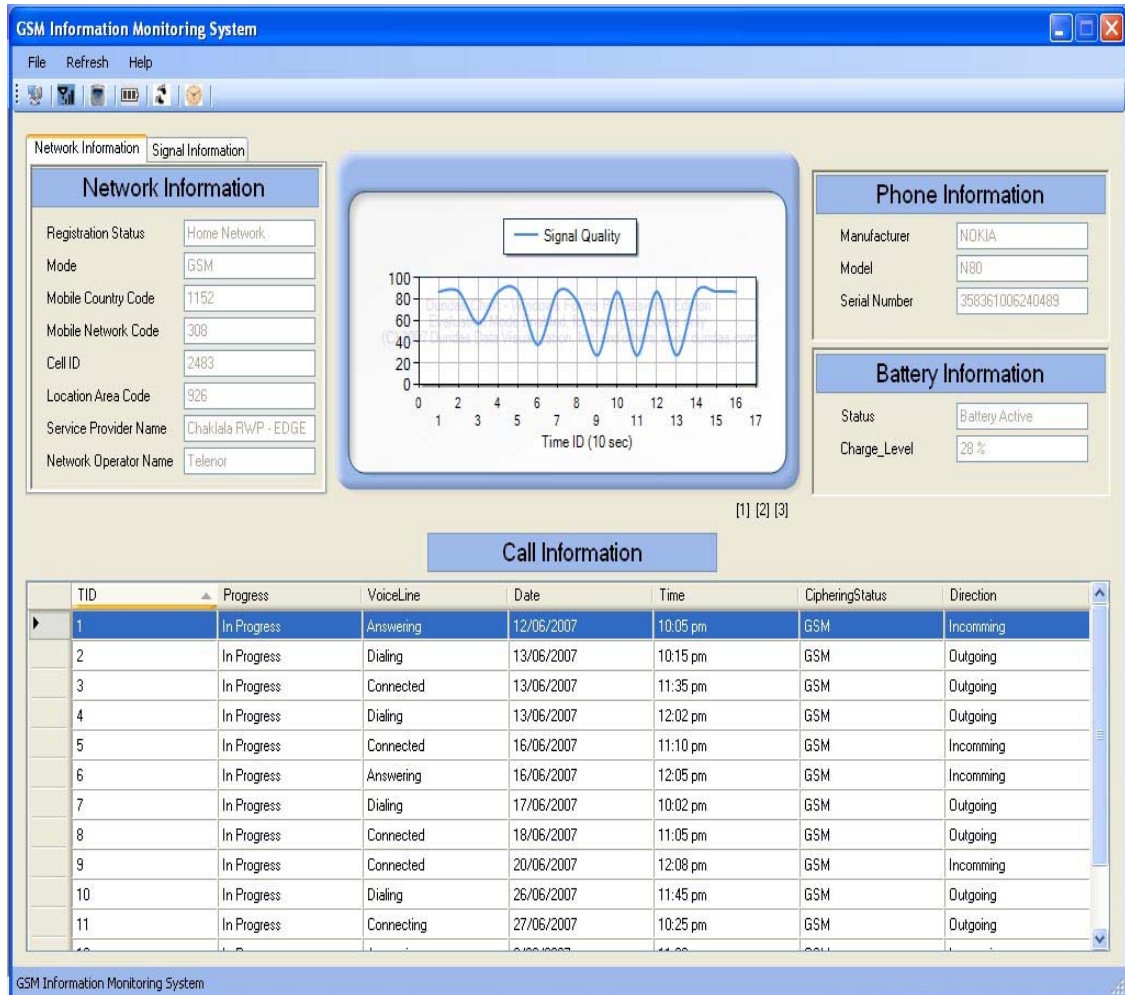 GSM Information Monitoring System
File Refresh Help
Network Information Signal Information
Network Information
Registration Status Home Network
Mode GSM
Mobile Country Code 1152
Mobile Network Code 308
Cell ID 2483
Location Area Code 926
Service Provider Name Chaklala RWP - EDGE
Network Operator Name Telenor
Signal Quality
100
80
60
40
20
0
0 2 4 6 8 10 12 14 16
1 3 5 7 9 11 13 15 17
Time ID (10 sec)
[1] [2] [3]
Phone Information
Manufacturer NOKIA
Model N80
Serial Number 358361006240489
Battery Information
Status Battery Active
Charge_Level 28 %
Call Information
TID Progress VoiceLine Date Time CipheringStatus Direction
1 In Progress Answering 12/06/2007 10:05 pm GSM Incomming
2 In Progress Dialing 13/06/2007 10:15 pm GSM Outgoing
3 In Progress Connected 13/06/2007 11:35 pm GSM Outgoing
4 In Progress Dialing 13/06/2007 12:02 pm GSM Outgoing
5 In Progress Connected 16/06/2007 11:10 pm GSM Incomming
6 In Progress Answering 16/06/2007 12:05 pm GSM Incomming
7 In Progress Dialing 17/06/2007 10:02 pm GSM Outgoing
8 In Progress Connected 18/06/2007 11:05 pm GSM Outgoing
9 In Progress Connected 20/06/2007 12:08 pm GSM Incomming
10 In Progress Dialing 26/06/2007 11:45 pm GSM Outgoing
11 In Progress Connecting 27/06/2007 10:25 pm GSM Outgoing
GSM Information Monitoring System